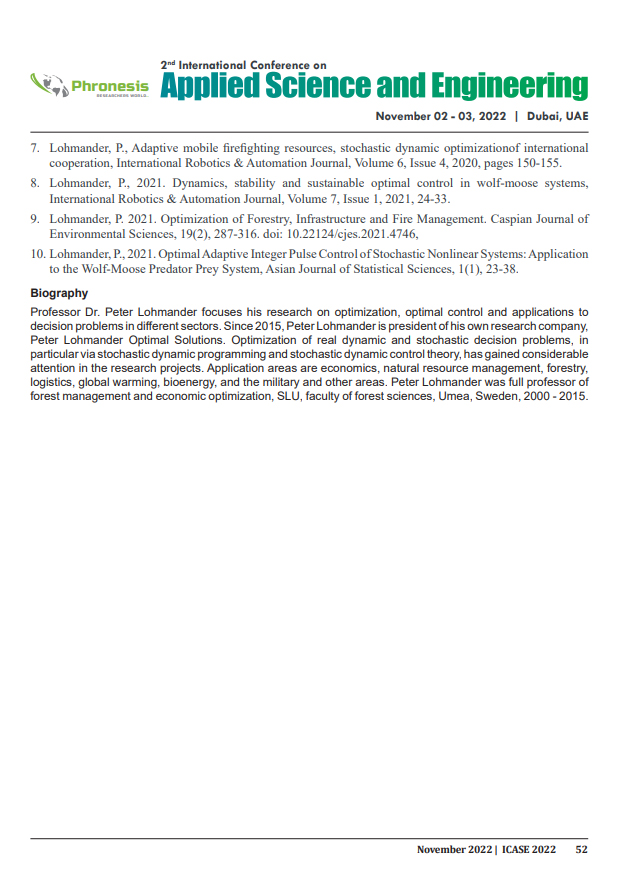 Phronesis
RESEARCHERS WORLD..
2nd International Conference on
Applied Science and Engineering
November 02 - 03, 2022 | Dubai, UAE
7. Lohmander, P., Adaptive mobile firefighting resources, stochastic dynamic optimizationof international
cooperation, International Robotics & Automation Journal, Volume 6, Issue 4, 2020, pages 150-155.
8. Lohmander, P., 2021. Dynamics, stability and sustainable optimal control in wolf-moose systems,
International Robotics & Automation Journal, Volume 7, Issue 1, 2021, 24-33.
9. Lohmander, P. 2021. Optimization of Forestry, Infrastructure and Fire Management. Caspian Journal of
Environmental Sciences, 19(2), 287-316. doi: 10.22124/cjes.2021.4746,
10. Lohmander, P., 2021. Optimal Adaptive Integer Pulse Control of Stochastic Nonlinear Systems: Application
to the Wolf-Moose Predator Prey System, Asian Journal of Statistical Sciences, 1(1), 23-38.
Biography
Professor Dr. Peter Lohmander focuses his research on optimization, optimal control and applications to
decision problems in different sectors. Since 2015, Peter Lohmander is president of his own research company,
Peter Lohmander Optimal Solutions. Optimization of real dynamic and stochastic decision problems, in
particular via stochastic dynamic programming and stochastic dynamic control theory, has gained considerable
attention in the research projects. Application areas are economics, natural resource management, forestry,
logistics, global warming, bioenergy, and the military and other areas. Peter Lohmander was full professor of
forest management and economic optimization, SLU, faculty of forest sciences, Umea, Sweden, 2000 - 2015.
November 2022| ICASE 2022 52